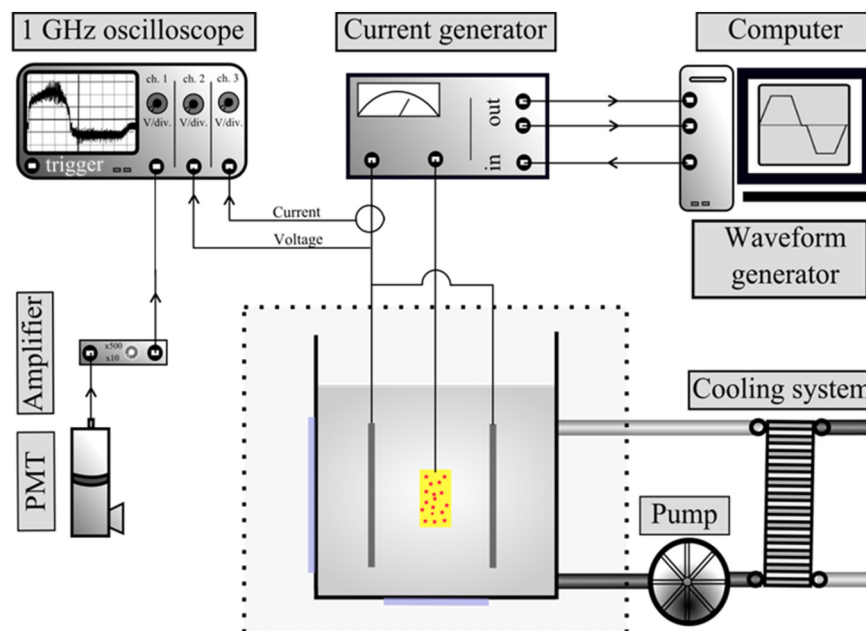 1 GHz oscilloscope
Current generator
Computer
ch. 1
ch. 2
ch. 3
V/div.
V/div.
V/div.
trigger
out
in
Current
Voltage
Waveform
generator
Amplifier
x500
x10
PMT
Cooling system
Pump